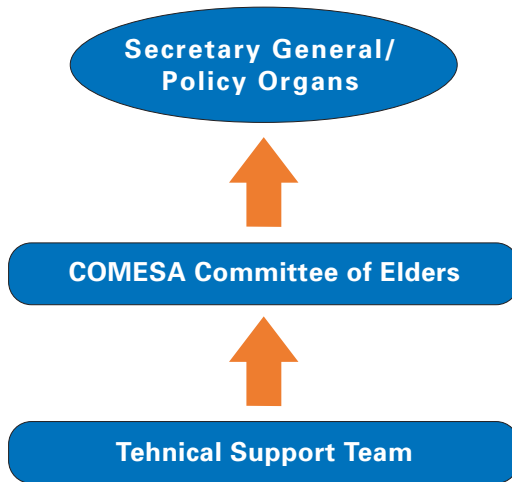 Secretary General/
Policy Organs
COMESA Committee of Elders
Tehnical Support Team